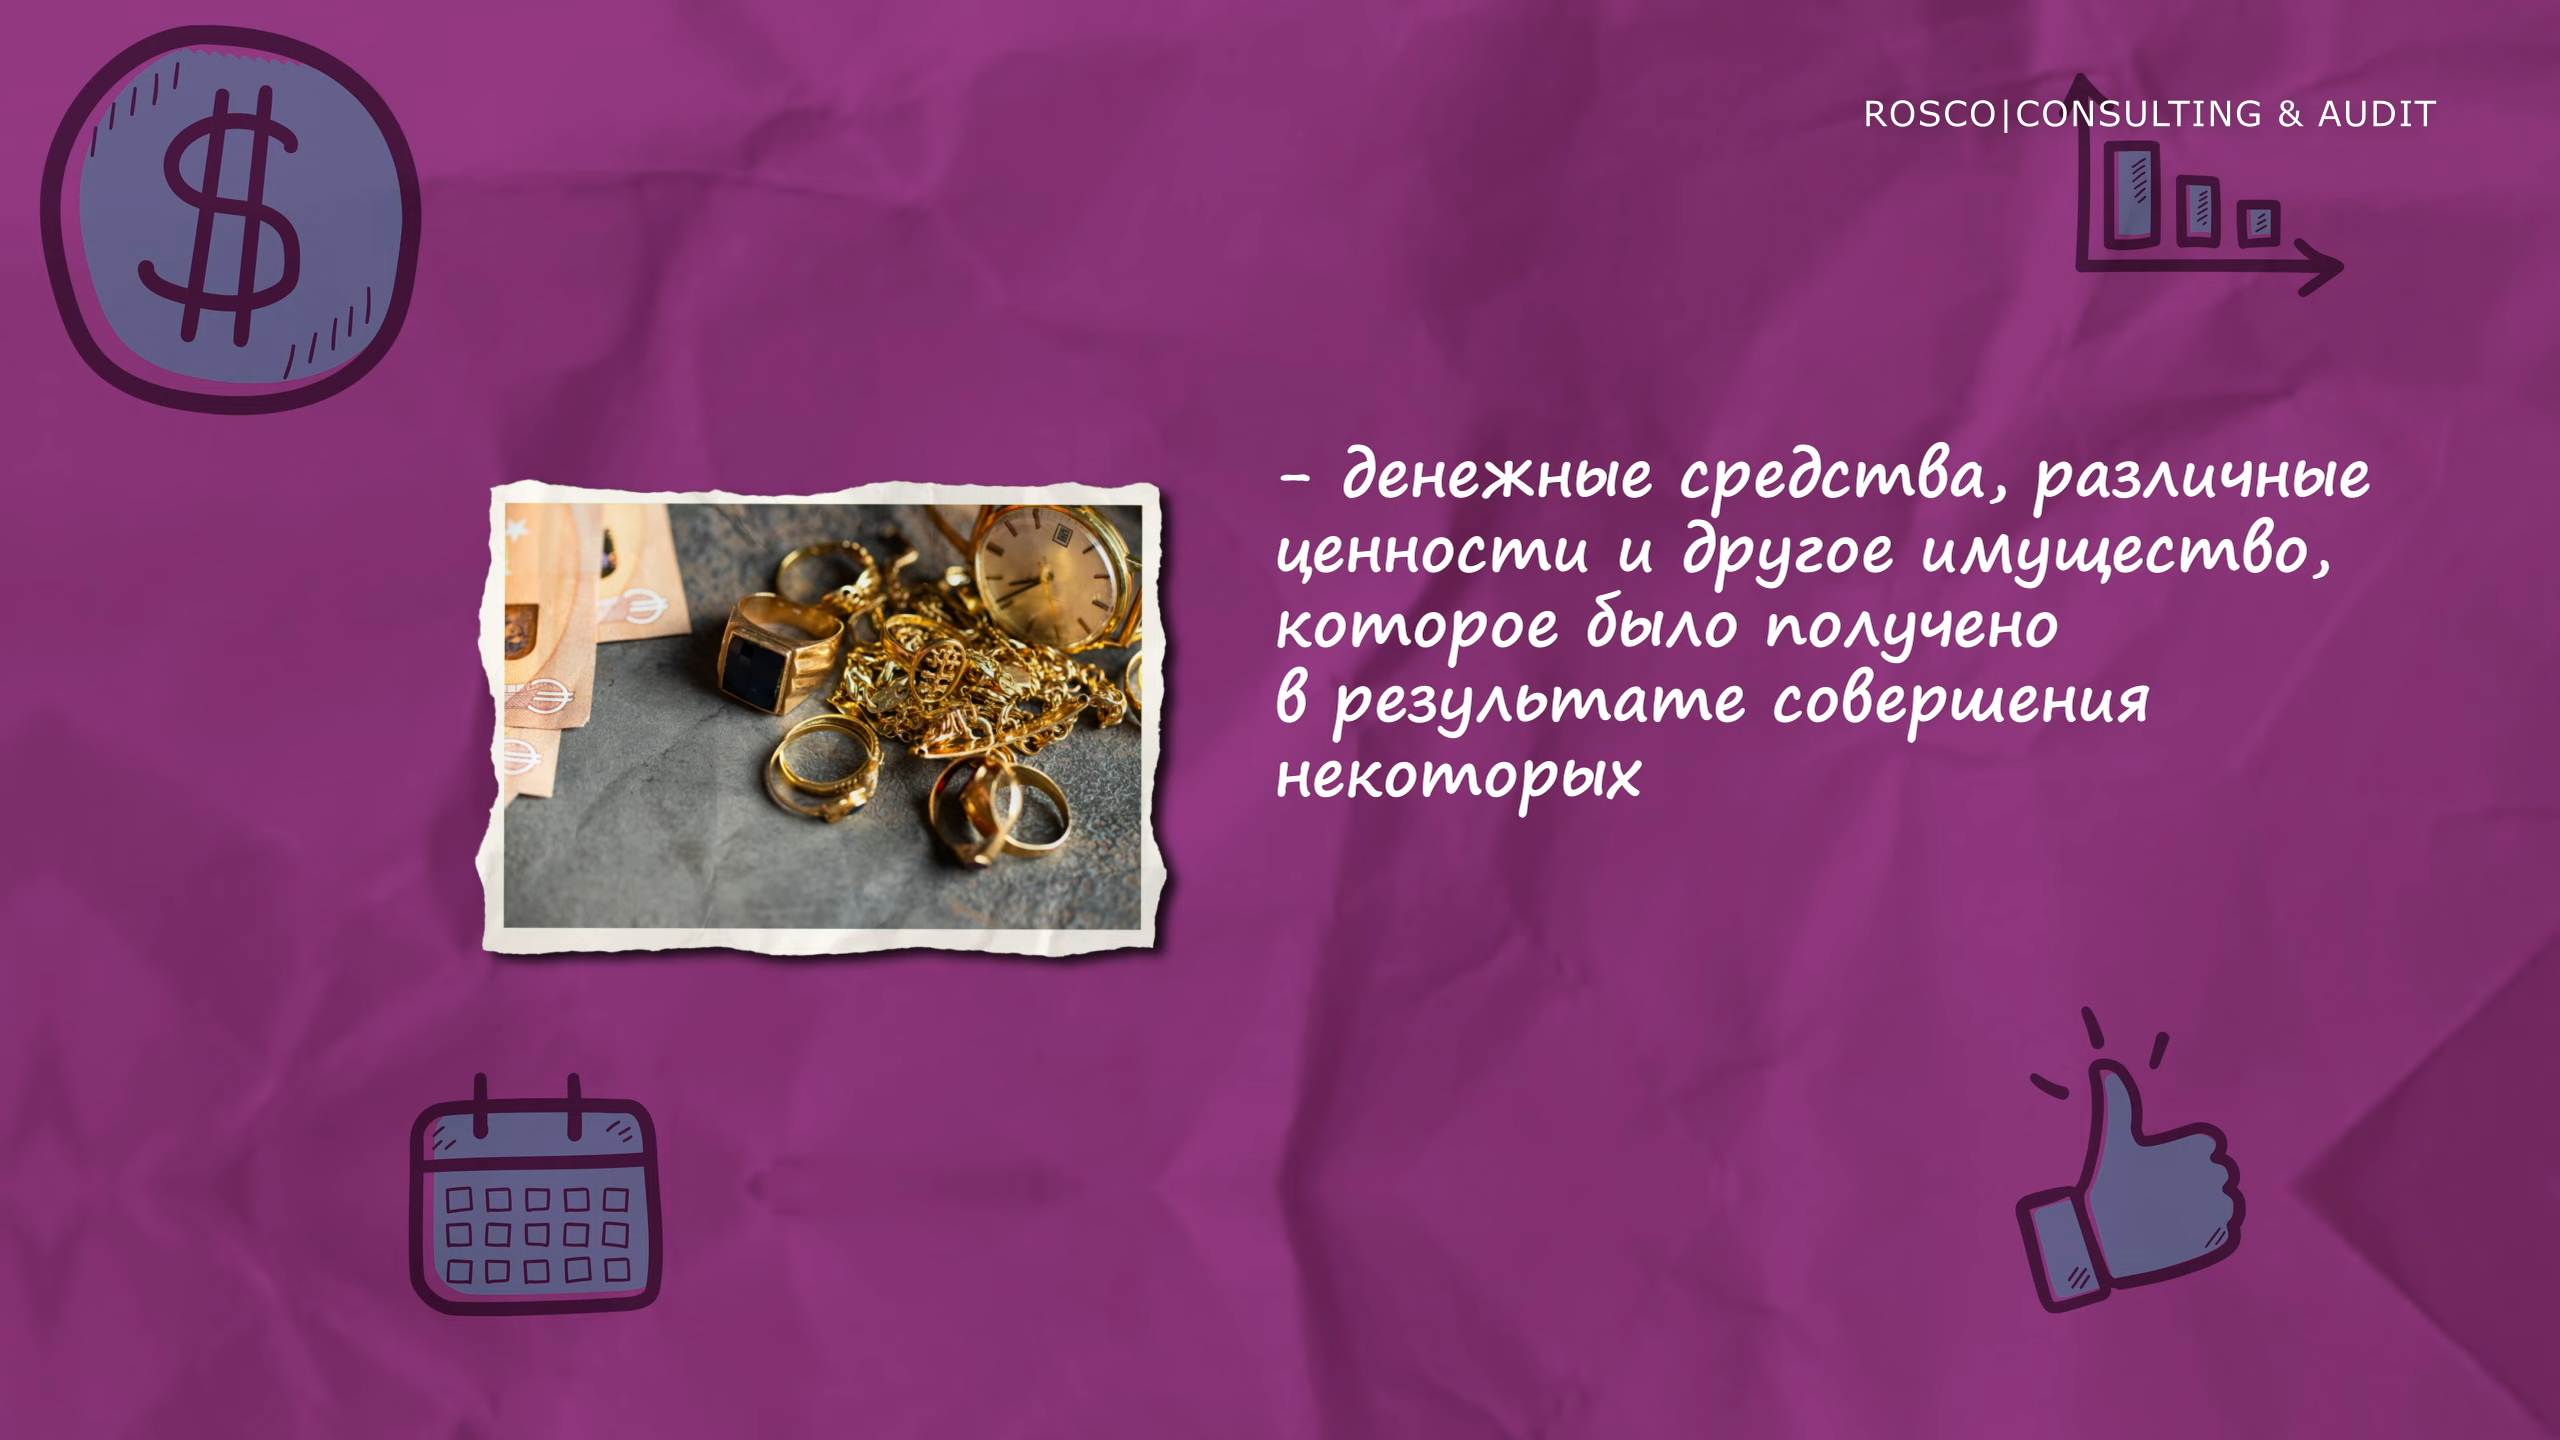 ROSCO|CONSULTING & AUDIT
- денежные средства, различные
ценности и другое имущество,
которое было получено
в результате совершения
некоторых